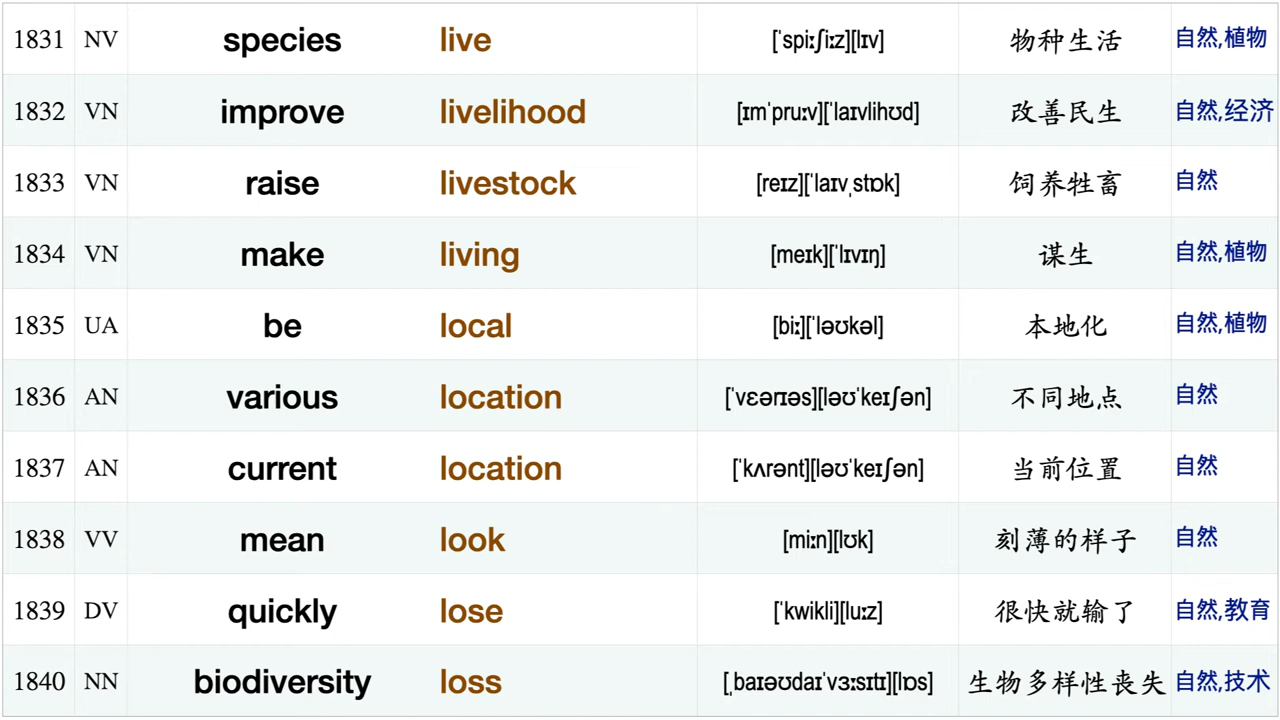 1831 NV species live [ˈspiːʃiːz][lɪv] 物种生活 自然,植物
1832 VN improve livelihood [ɪmˈpruːv][ˈlaɪvlihʊd] 改善民生 自然,经济
1833 VN raise livestock [reɪz][ˈlaɪvˌstɒk] 饲养牲畜 自然
1834 VN make living [meɪk][ˈlɪvɪŋ] 谋生 自然,植物
1835 UA be local [biː][ˈləʊkəl] 本地化 自然,植物
1836 AN various location [ˈvɛərɪəs][ləʊˈkeɪʃən] 不同地点 自然
1837 AN current location [ˈkʌrənt][ləʊˈkeɪʃən] 当前位置 自然
1838 VV mean look [miːn][lʊk] 刻薄的样子 自然
1839 DV quickly lose [ˈkwikli][luːz] 很快就输了 自然,教育
1840 NN biodiversity loss [ˌbaɪəʊdaɪˈvɜːsɪtɪ][lɒs] 生物多样性丧失 自然,技术